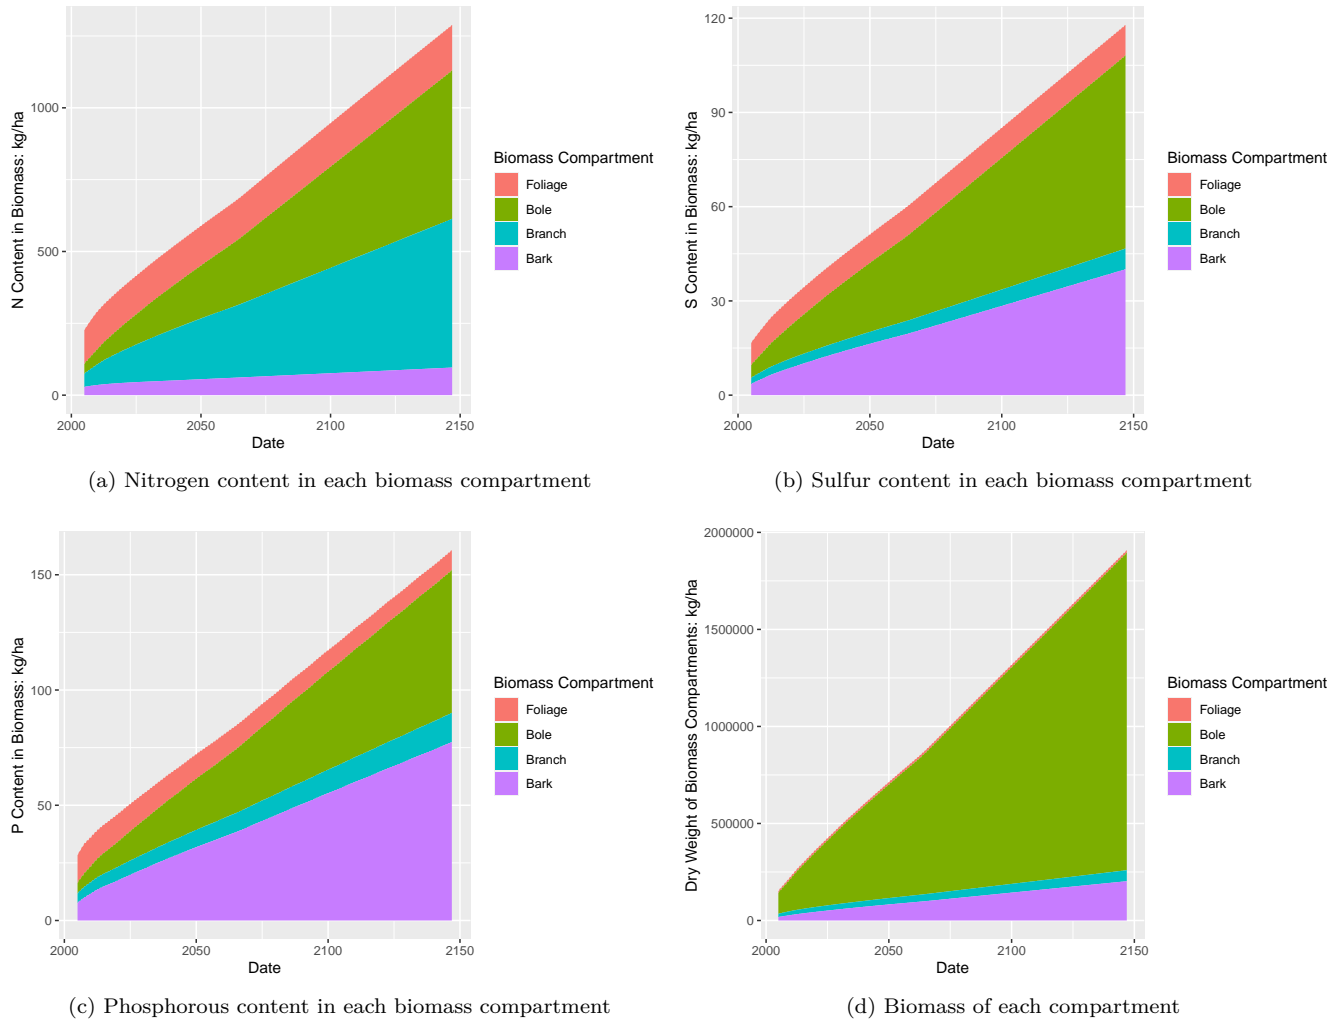 N Content in Biomass: kg/ha
1000
500
0
2000 2050 2100 2150
Date
Biomass Compartment
Foliage
Bole
Branch
Bark
(a) Nitrogen content in each biomass compartment
S Content in Biomass: kg/ha
120
90
60
30
0
2000 2050 2100 2150
Date
Biomass Compartment
Foliage
Bole
Branch
Bark
(b) Sulfur content in each biomass compartment
P Content in Biomass: kg/ha
150
100
50
0
2000 2050 2100 2150
Date
Biomass Compartment
Foliage
Bole
Branch
Bark
(c) Phosphorous content in each biomass compartment
Dry Weight of Biomass Compartments: kg/ha
2000000
1500000
1000000
500000
0
2000 2050 2100 2150
Date
Biomass Compartment
Foliage
Bole
Branch
Bark
(d) Biomass of each compartment